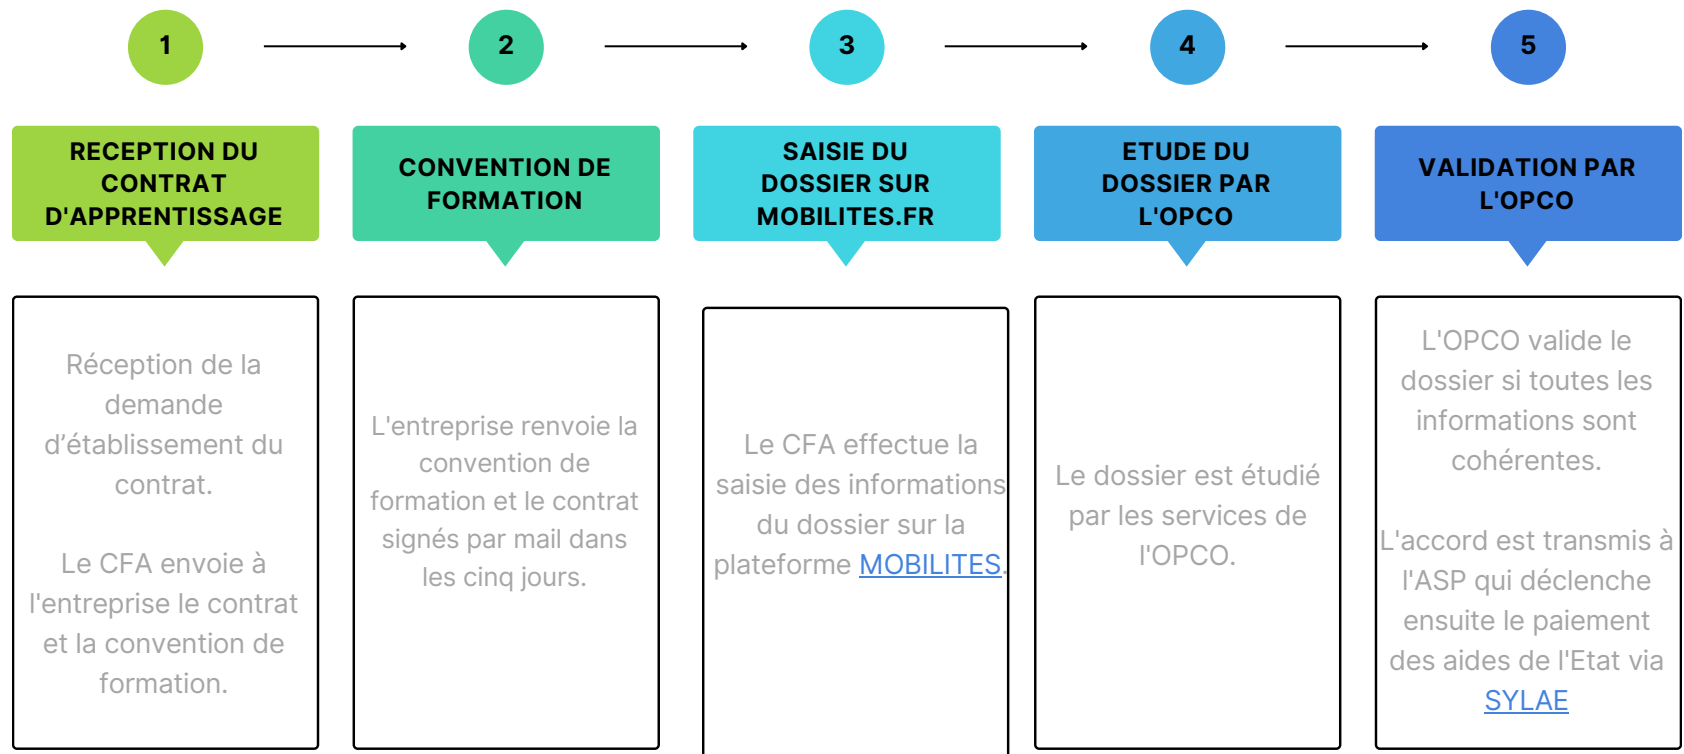 1
2
3
4
5
RECEPTION DU
CONTRAT
D'APPRENTISSAGE
CONVENTION DE
FORMATION
SAISIE DU
DOSSIER SUR
MOBILITES.FR
ETUDE DU
DOSSIER PAR
L'OPCO
VALIDATION PAR
L'OPCO
Réception de la
demande
d’établissement du
contrat.
Le CFA envoie à
l'entreprise le contrat
et la convention de
formation.
L'entreprise renvoie la
convention de
formation et le contrat
signés par mail dans
les cinq jours.
Le CFA effectue la
saisie des informations
du dossier sur la
plateforme MOBILITES.
Le dossier est étudié
par les services de
l'OPCO.
L'OPCO valide le
dossier si toutes les
informations sont
cohérentes.
L'accord est transmis à
l'ASP qui déclenche
ensuite le paiement
des aides de l'Etat via
SYLAE